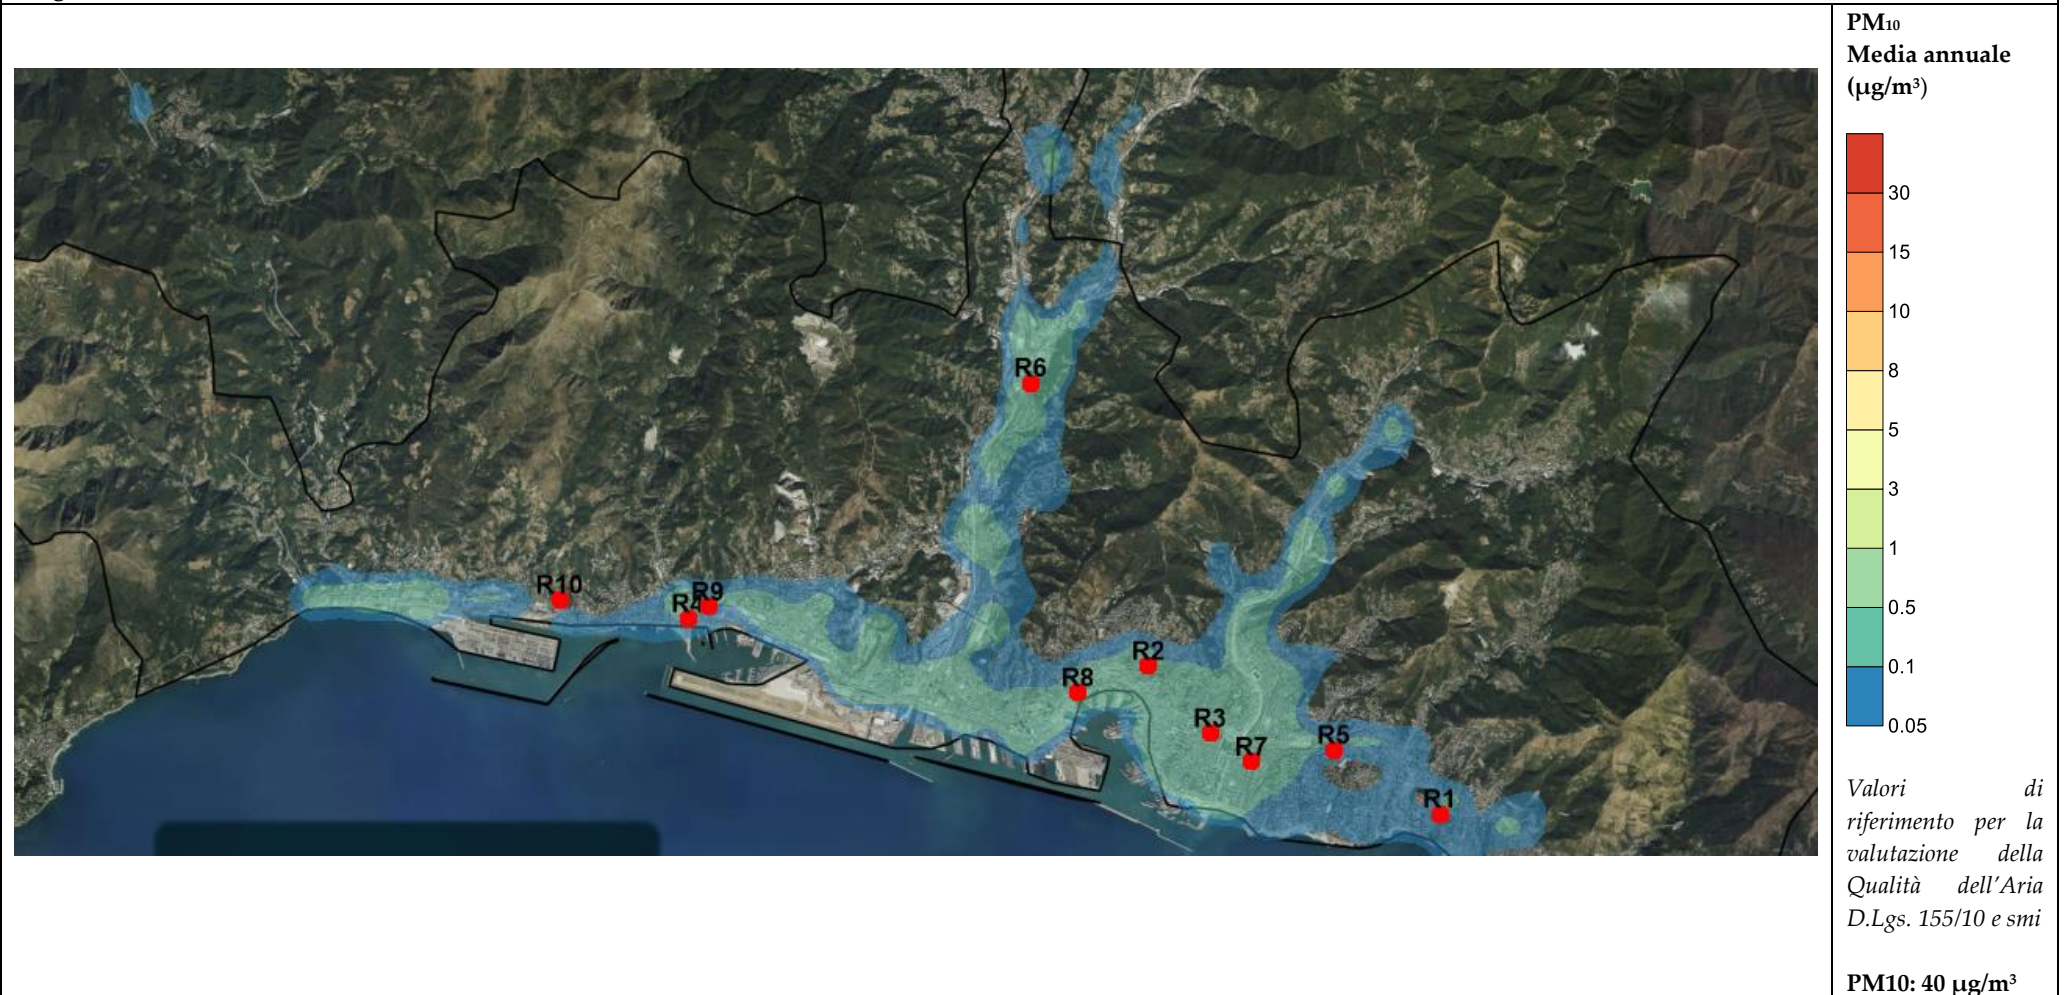 PM₁₀
Media annuale
(µg/m³)
30
15
10
8
5
3
1
0.5
0.1
0.05
R6
R10
R9
R4
R2
R8
R3
R7
R5
R1
Valori di
riferimento per la
valutazione della
Qualità dell'Aria
D.Lgs. 155/10 e smi
PM10: 40 µg/m³